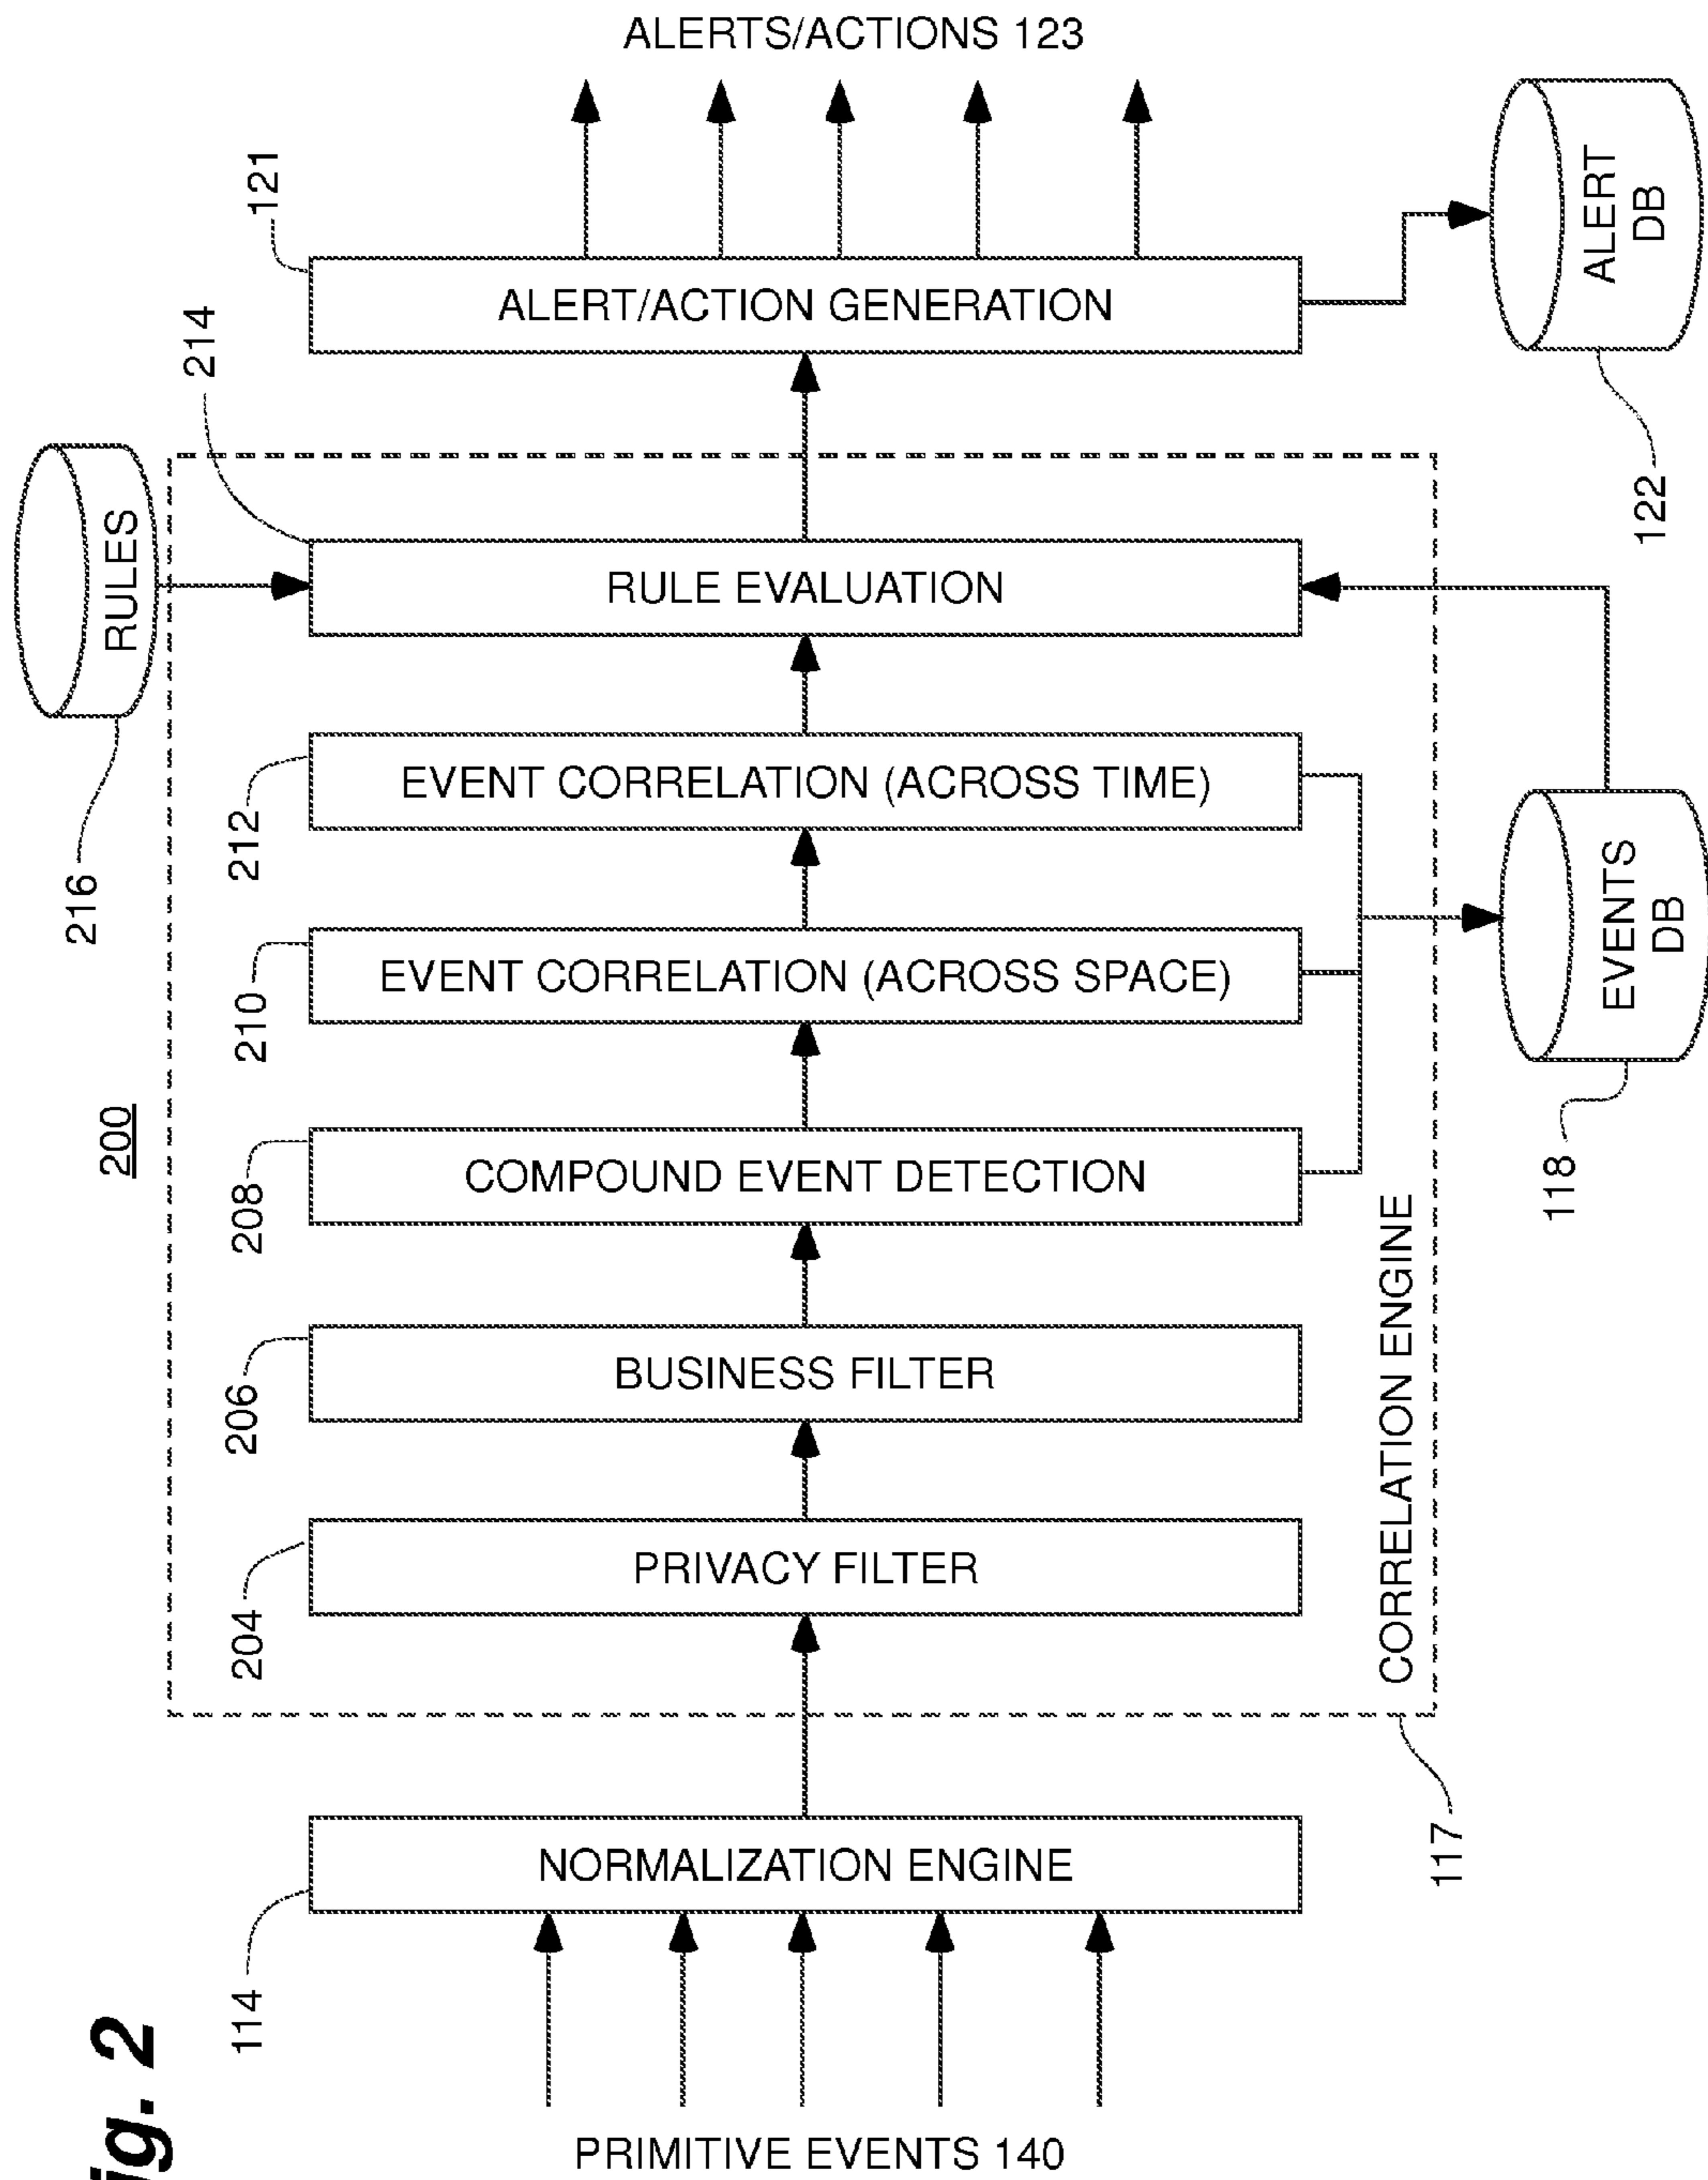 ALERTS/ACTIONS 123
121
ALERT/ACTION GENERATION
ALERT
DB
122
214
RULES
216
RULE EVALUATION
212
EVENT CORRELATION (ACROSS TIME)
210
EVENT CORRELATION (ACROSS SPACE)
EVENTS
DB
118
200
208
COMPOUND EVENT DETECTION
206
BUSINESS FILTER
204
PRIVACY FILTER
CORRELATION ENGINE
117
114
NORMALIZATION ENGINE
PRIMITIVE EVENTS 140
ig. 2